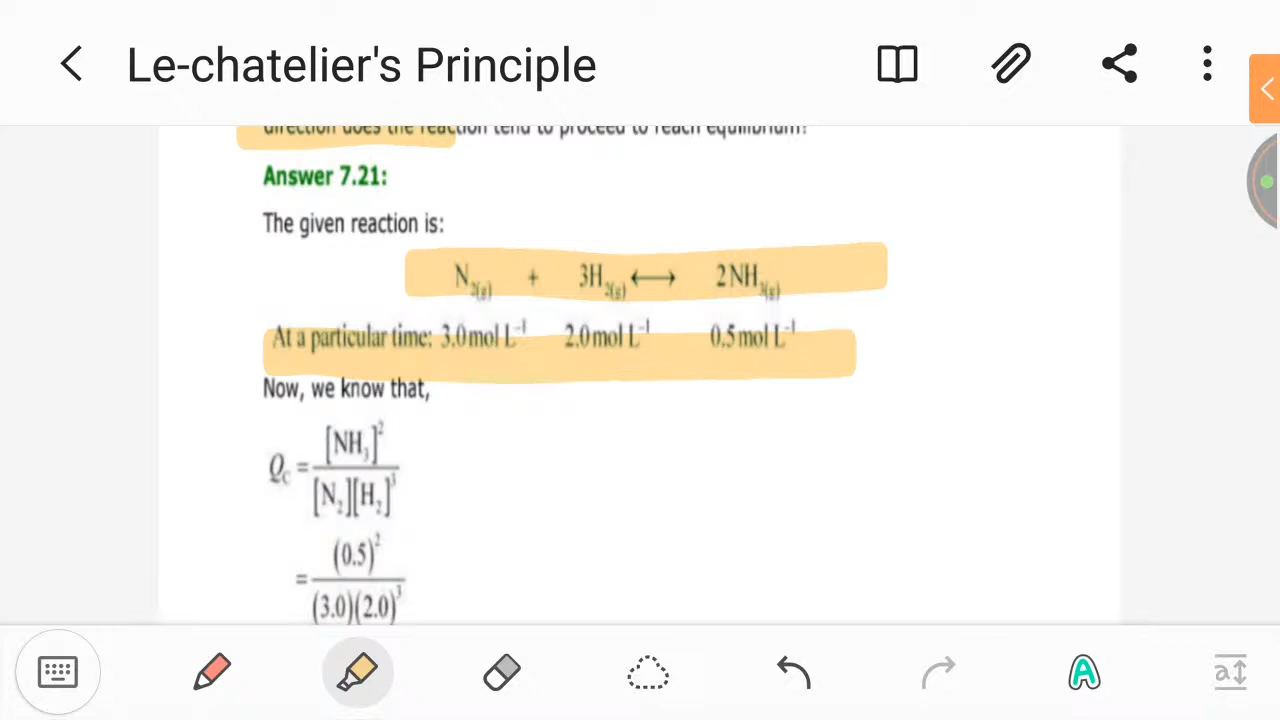 Le-chatelier's Principle
direction does the reaction tend to proceed to reach equilibrium?
Answer 7.21:
The given reaction is:
N₂(g) + 3H₂(g) ⟷ 2NH₃(g)
At a particular time: 3.0 mol L⁻¹ 2.0 mol L⁻¹ 0.5 mol L⁻¹
Now, we know that,
Q_C = [NH₃]² / [N₂][H₂]³
= (0.5)² / (3.0)(2.0)³
A
a